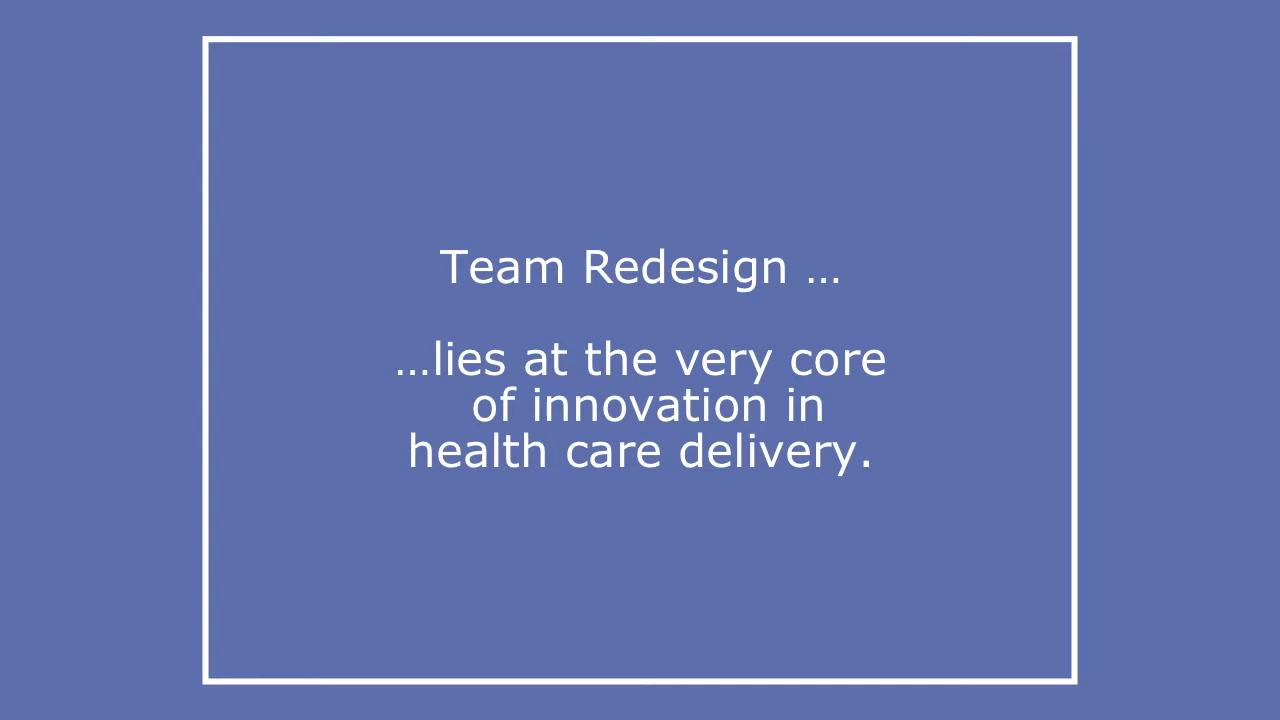 Team Redesign …
…lies at the very core
of innovation in
health care delivery.